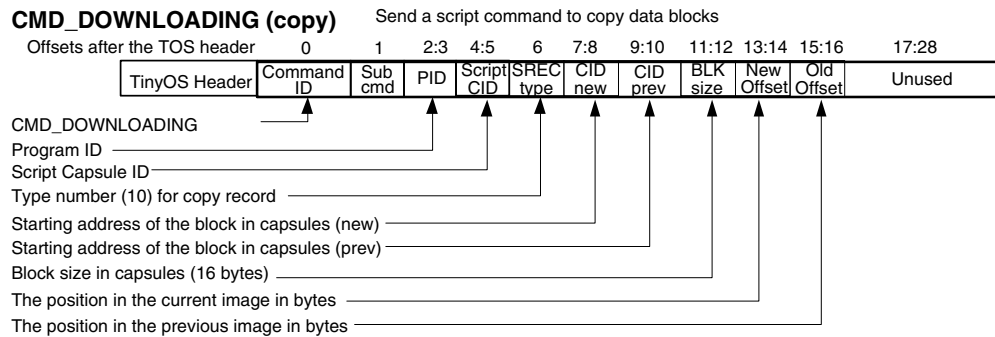 CMD_DOWNLOADING (copy) Send a script command to copy data blocks
Offsets after the TOS header 0 1 2:3 4:5 6 7:8 9:10 11:12 13:14 15:16 17:28
TinyOS Header Command ID Sub cmd PID Script CID SREC type CID new CID prev BLK size New Offset Old Offset Unused
CMD_DOWNLOADING
Program ID
Script Capsule ID
Type number (10) for copy record
Starting address of the block in capsules (new)
Starting address of the block in capsules (prev)
Block size in capsules (16 bytes)
The position in the current image in bytes
The position in the previous image in bytes